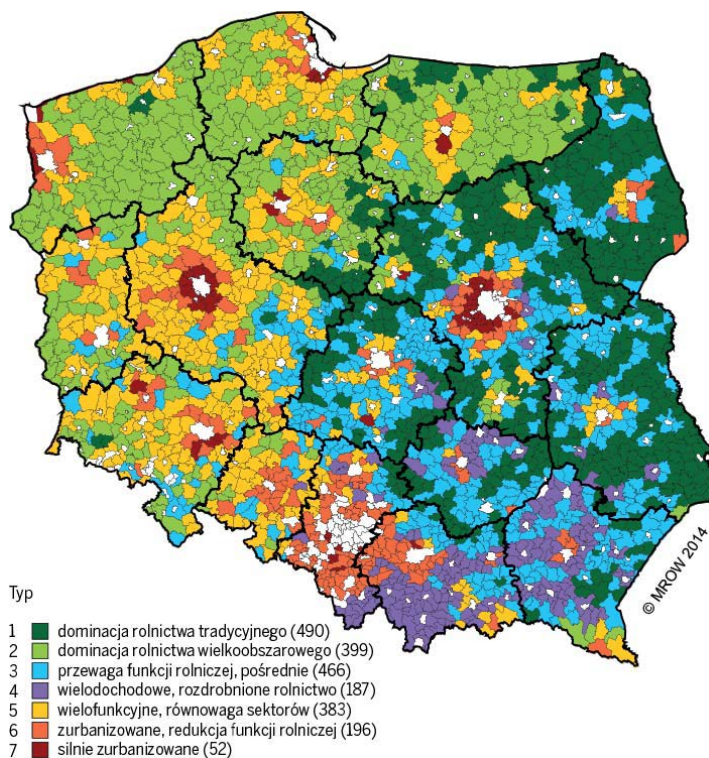 © MROW 2014
Typ
1 dominacja rolnictwa tradycyjnego (490)
2 dominacja rolnictwa wielkoobszarowego (399)
3 przewaga funkcji rolniczej, pośrednie (466)
4 wielodochodowe, rozdrobnione rolnictwo (187)
5 wielofunkcyjne, równowaga sektorów (383)
6 zurbanizowane, redukcja funkcji rolniczej (196)
7 silnie zurbanizowane (52)